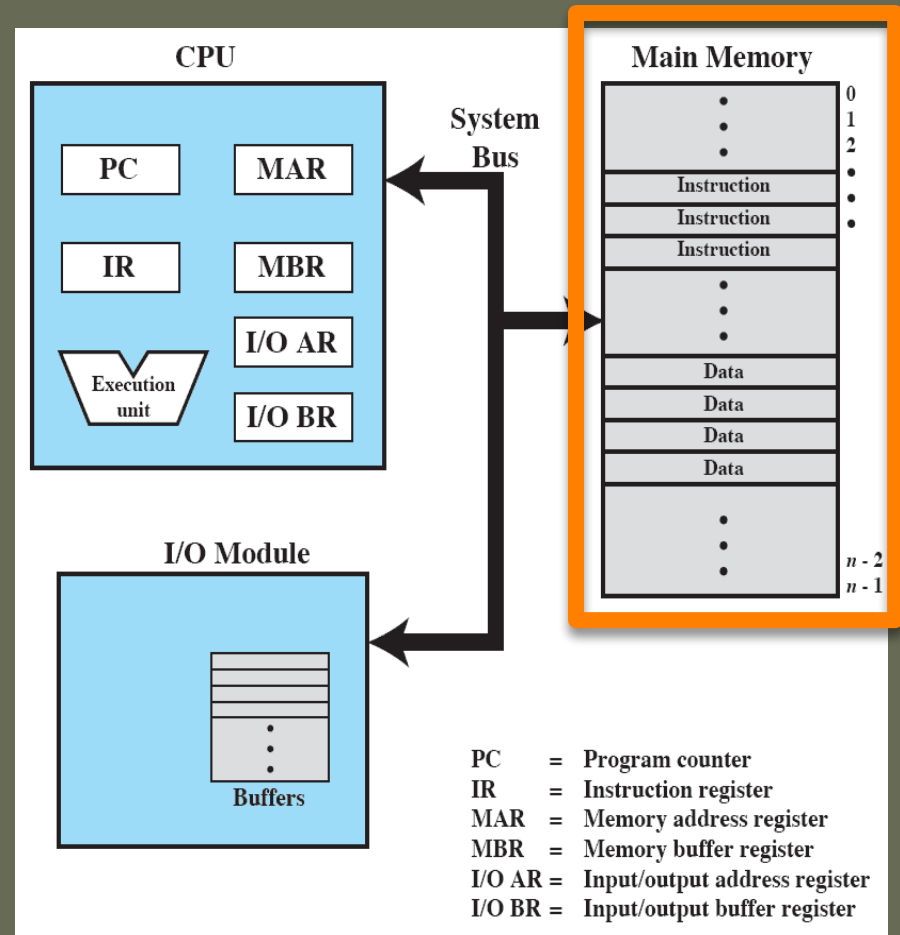 CPU
PC
MAR
IR
MBR
I/O AR
Execution
unit
I/O BR
System
Bus
Main Memory
0
1
2
Instruction
Instruction
Instruction
Data
Data
Data
Data
n - 2
n - 1
I/O Module
Buffers
PC = Program counter
IR = Instruction register
MAR = Memory address register
MBR = Memory buffer register
I/O AR = Input/output address register
I/O BR = Input/output buffer register